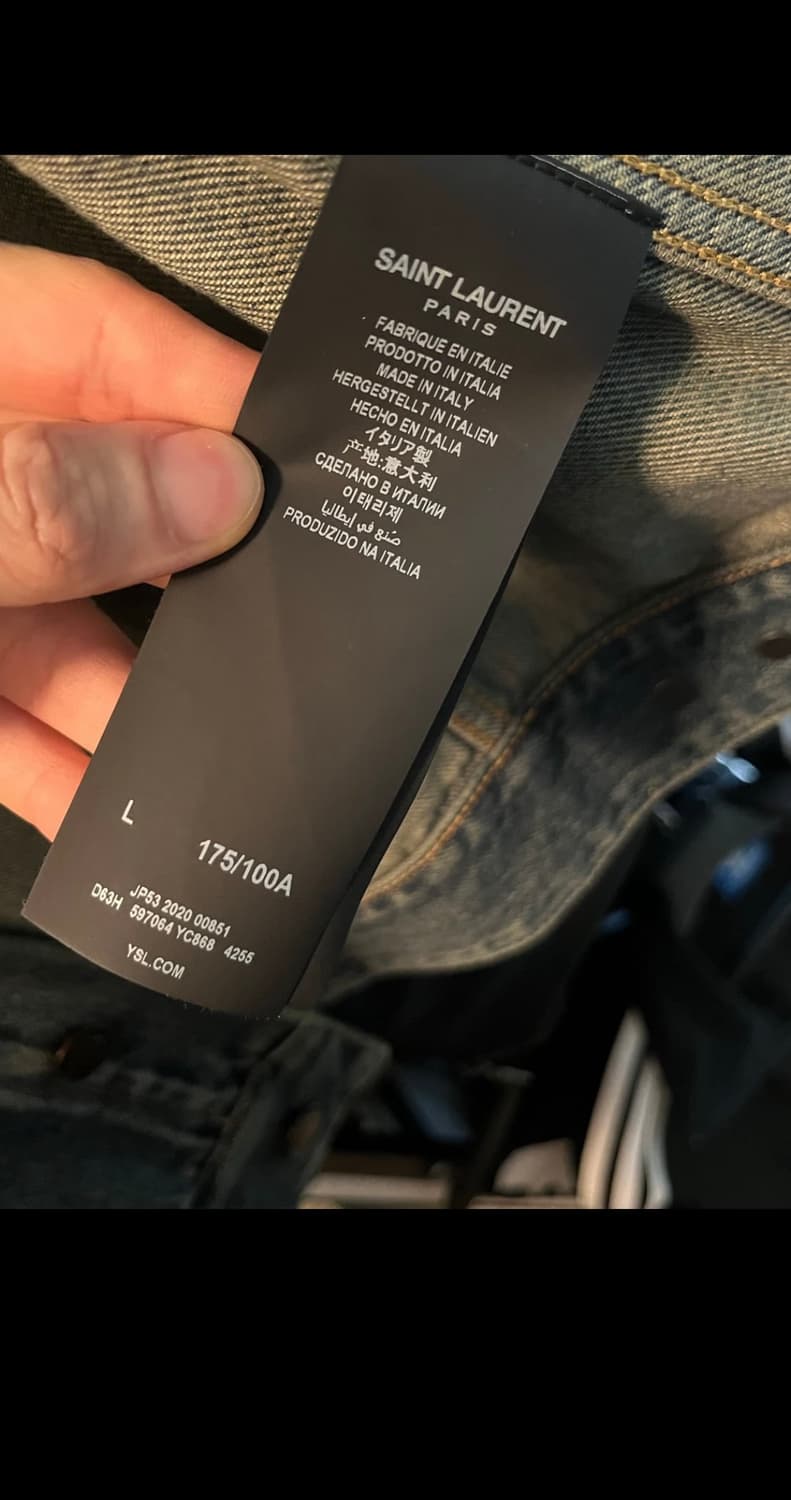 SAINT LAURENT
PARIS
FABRIQUE EN ITALIE
PRODOTTO IN ITALIA
MADE IN ITALY
HERGESTELLT IN ITALIEN
HECHO EN ITALIA
イタリア製
产地:意大利
СДЕЛАНО В ИТАЛИИ
이태리제
صُنع في إيطاليا
PRODUZIDO NA ITALIA
L 175/100A
JP53 2020 00851
D63H 597064 YC868 4255
YSL.COM